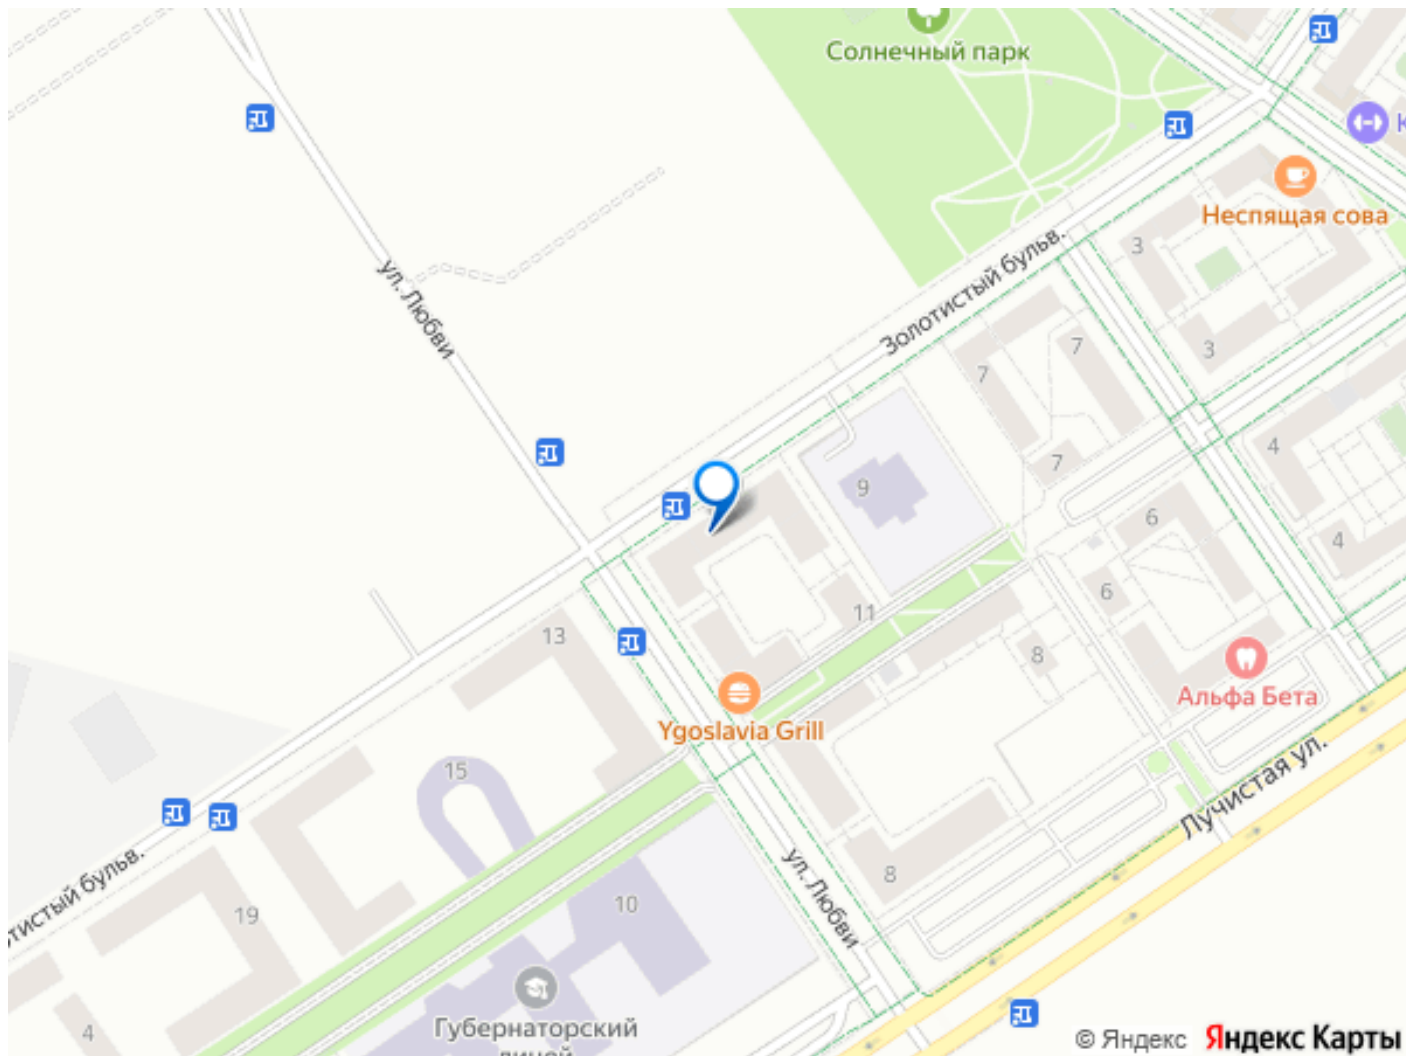 Солнечный парк
К
Неспящая сова
ул. Любви
Золотистый бульв.
3
3
7
7
7
9
4
4
6
6
11
13
8
Альфа Бета
Ygoslavia Grill
15
Лучистая ул.
тистый бульв.
ул. Любви
8
19
10
4
Губернаторский
лицей
© Яндекс Яндекс Карты